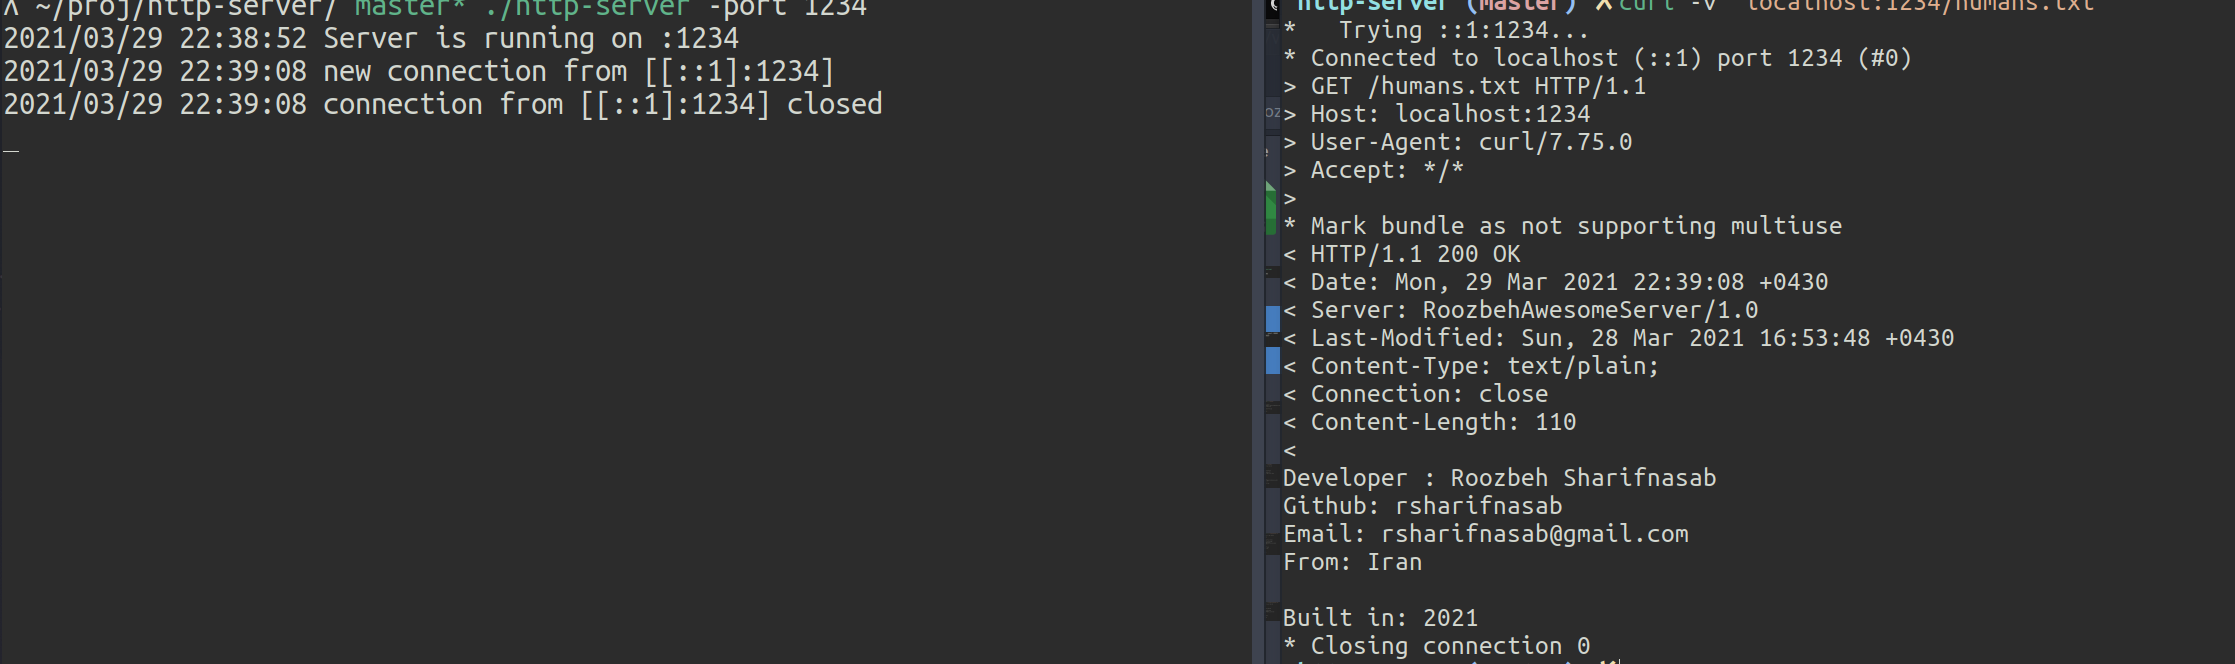 ~/proj/http-server/ master* ./http-server -port 1234
2021/03/29 22:38:52 Server is running on :1234
2021/03/29 22:39:08 new connection from [[::1]:1234]
2021/03/29 22:39:08 connection from [[::1]:1234] closed
_
http-server (master) X curl -v localhost:1234/humans.txt
*   Trying ::1:1234...
* Connected to localhost (::1) port 1234 (#0)
> GET /humans.txt HTTP/1.1
> Host: localhost:1234
> User-Agent: curl/7.75.0
> Accept: */*
>
* Mark bundle as not supporting multiuse
< HTTP/1.1 200 OK
< Date: Mon, 29 Mar 2021 22:39:08 +0430
< Server: RoozbehAwesomeServer/1.0
< Last-Modified: Sun, 28 Mar 2021 16:53:48 +0430
< Content-Type: text/plain;
< Connection: close
< Content-Length: 110
<
Developer : Roozbeh Sharifnasab
Github: rsharifnasab
Email: rsharifnasab@gmail.com
From: Iran
Built in: 2021
* Closing connection 0